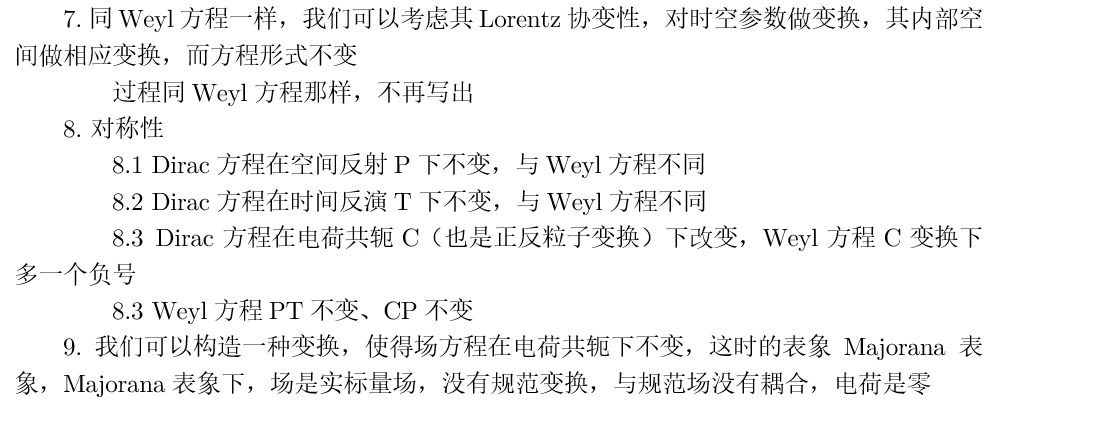 7. 同 Weyl 方程一样，我们可以考虑其 Lorentz 协变性，对时空参数做变换，其内部空
间做相应变换，而方程形式不变
过程同 Weyl 方程那样，不再写出
8. 对称性
8.1 Dirac 方程在空间反射 P 下不变，与 Weyl 方程不同
8.2 Dirac 方程在时间反演 T 下不变，与 Weyl 方程不同
8.3 Dirac 方程在电荷共轭 C（也是正反粒子变换）下改变，Weyl 方程 C 变换下
多一个负号
8.3 Weyl 方程 PT 不变、CP 不变
9. 我们可以构造一种变换，使得场方程在电荷共轭下不变，这时的表象 Majorana 表
象，Majorana 表象下，场是实标量场，没有规范变换，与规范场没有耦合，电荷是零